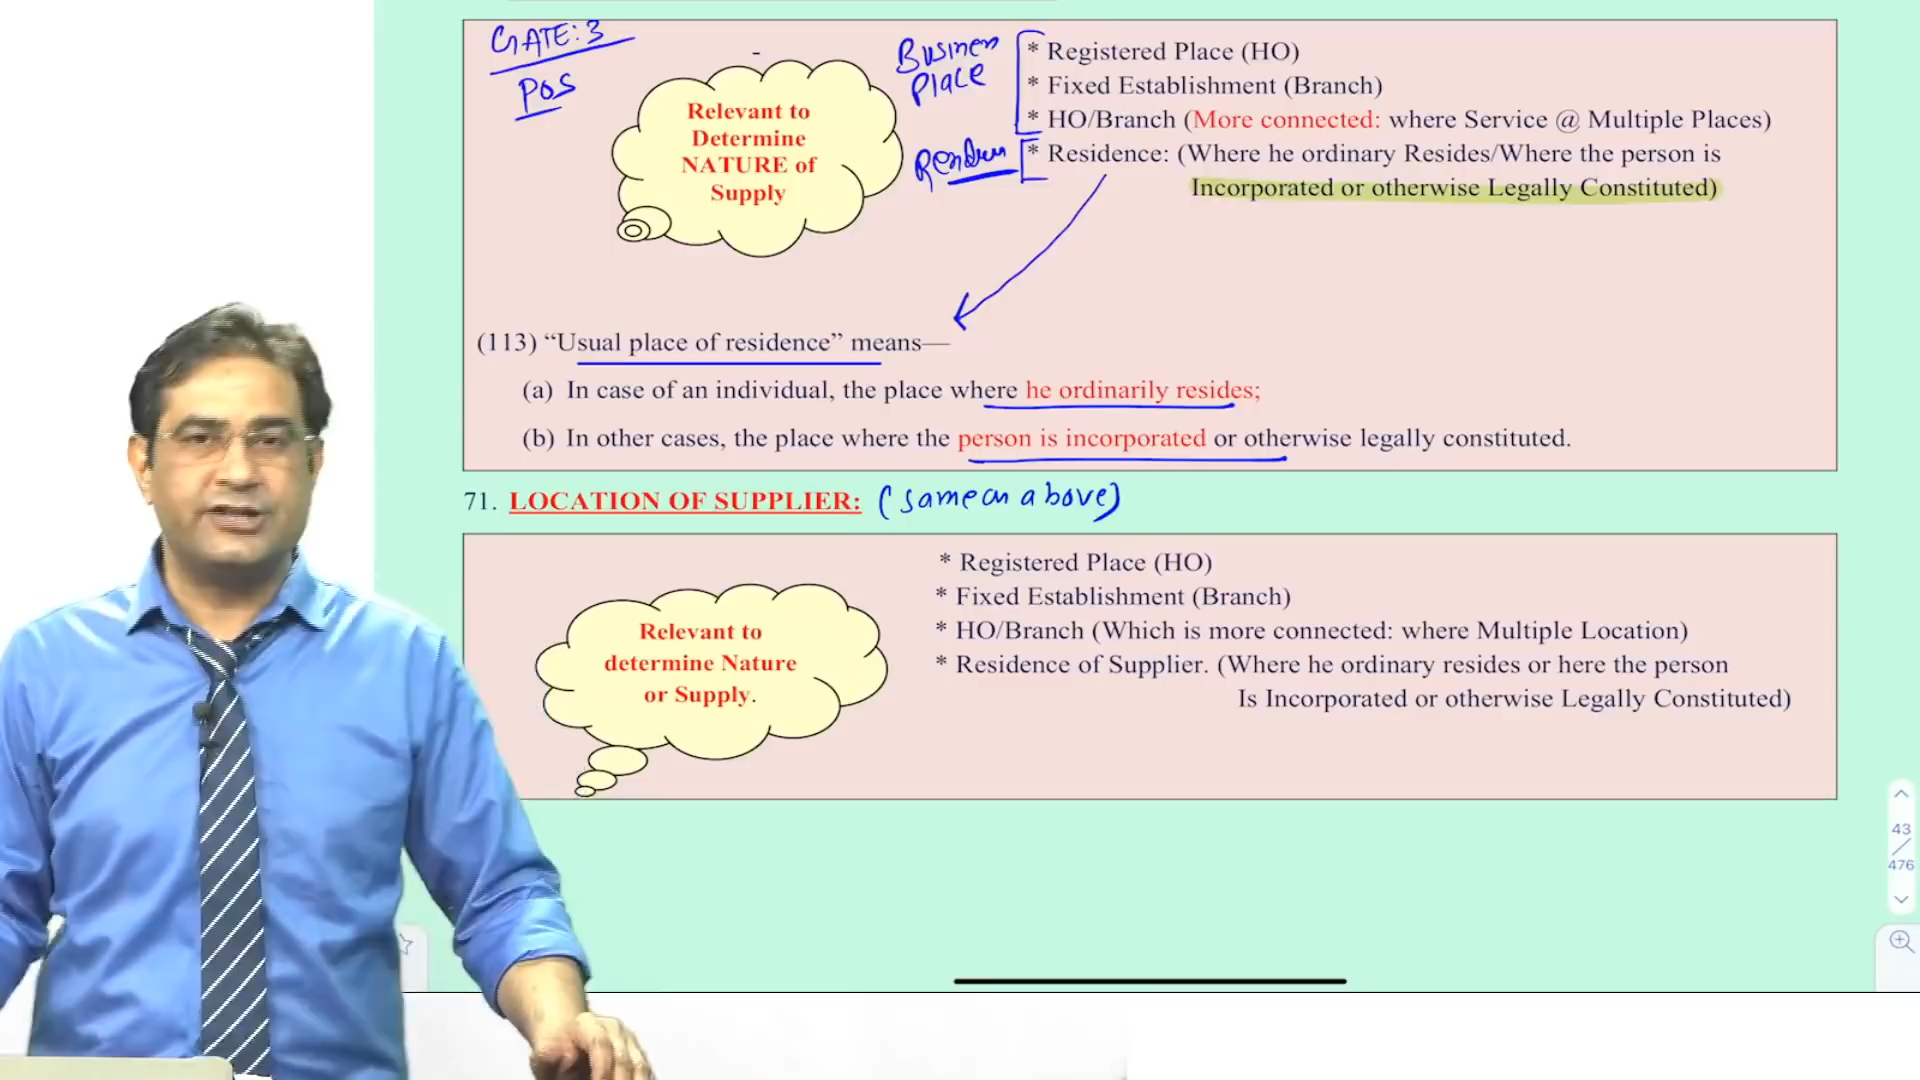 GATE: 3
POS
Relevant to
Determine
NATURE of
Supply
Business
Place
* Registered Place (HO)
* Fixed Establishment (Branch)
* HO/Branch (More connected: where Service @ Multiple Places)
* Residence: (Where he ordinary Resides/Where the person is
Incorporated or otherwise Legally Constituted)
(113) “Usual place of residence” means—
(a) In case of an individual, the place where he ordinarily resides;
(b) In other cases, the place where the person is incorporated or otherwise legally constituted.
71. LOCATION OF SUPPLIER: (same as above)
Relevant to
determine Nature
or Supply.
* Registered Place (HO)
* Fixed Establishment (Branch)
* HO/Branch (Which is more connected: where Multiple Location)
* Residence of Supplier. (Where he ordinary resides or here the person
Is Incorporated or otherwise Legally Constituted)
43
/
476